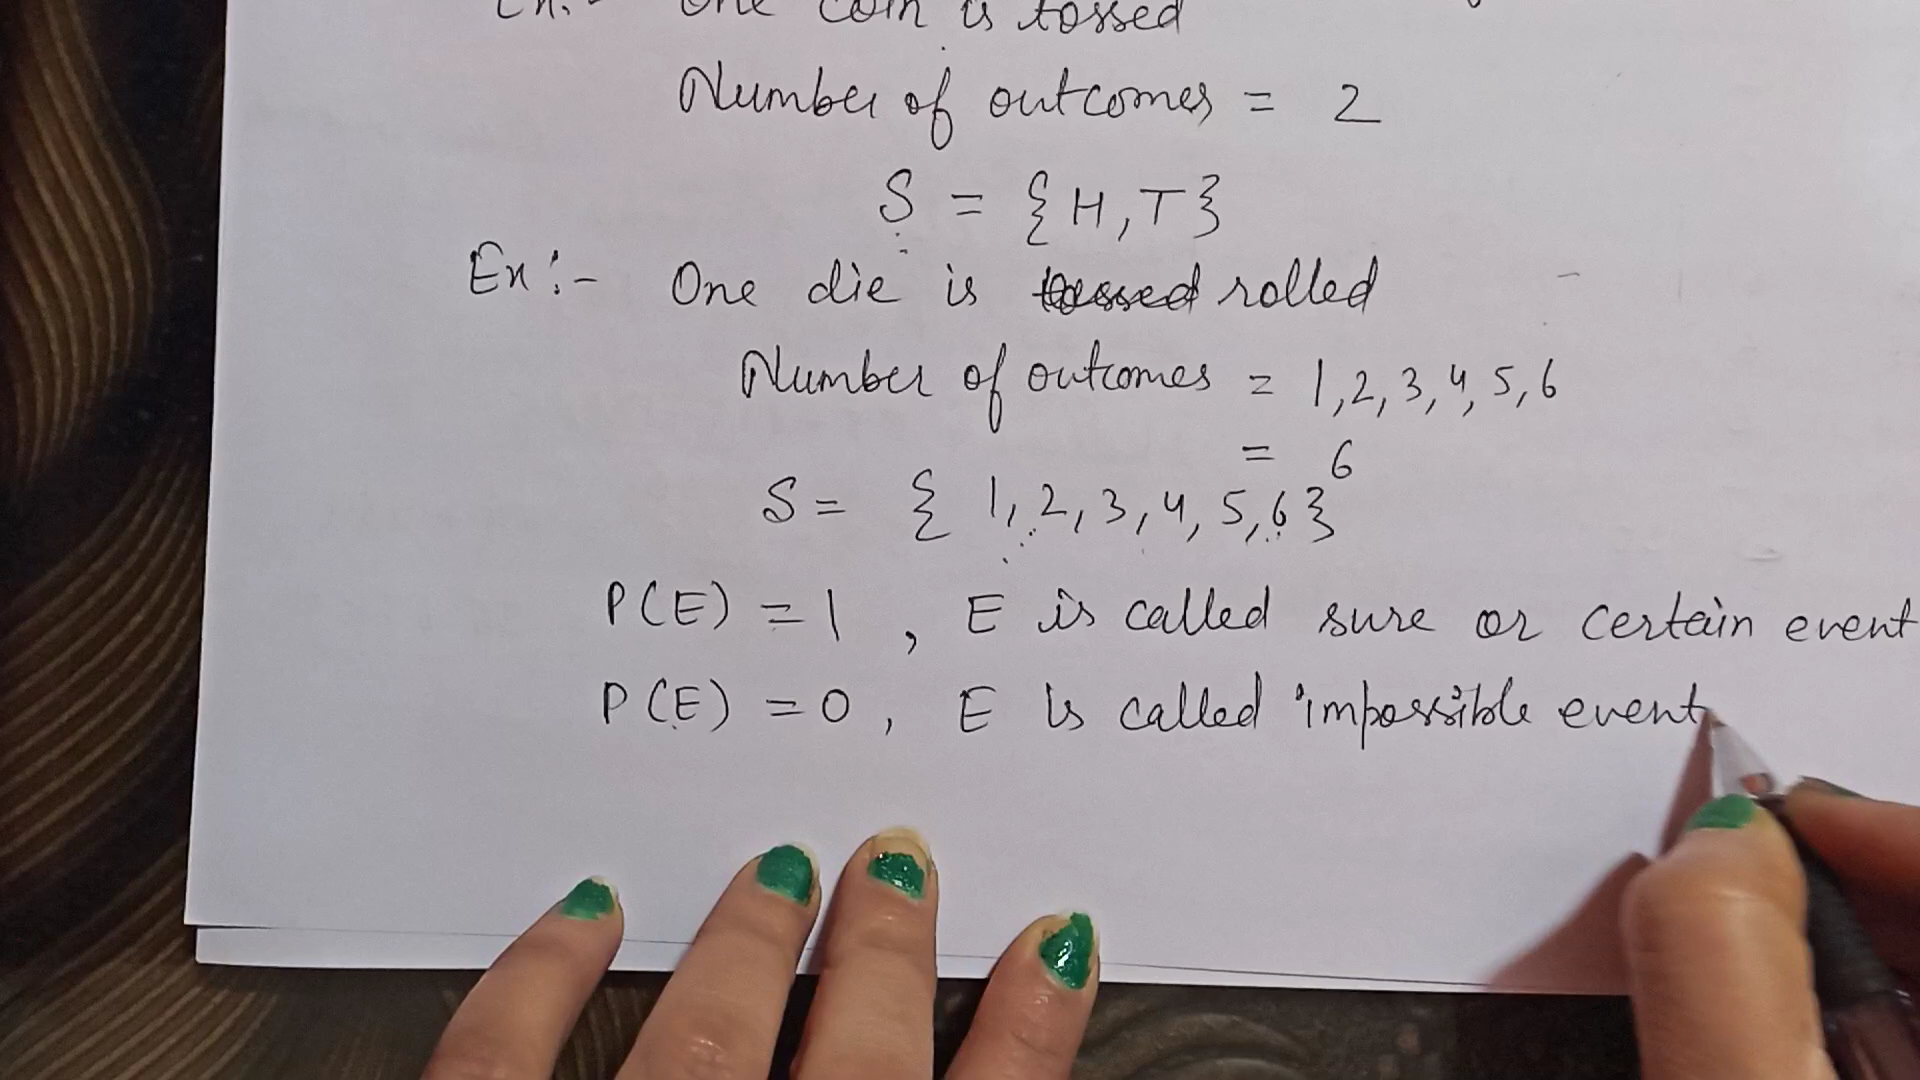 Ex:- One coin is tossed
Number of outcomes = 2
S = {H,T}
Ex:- One die is rolled
Number of outcomes = 1,2,3,4,5,6
= 6
S = { 1,2,3,4,5,6}
P(E) = 1 , E is called sure or certain event
P(E) = 0 , E is called impossible event